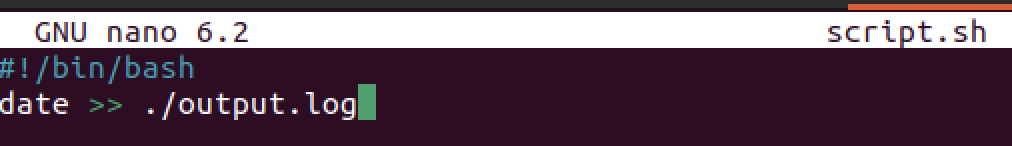 GNU nano 6.2 script.sh
#!/bin/bash
date >> ./output.log